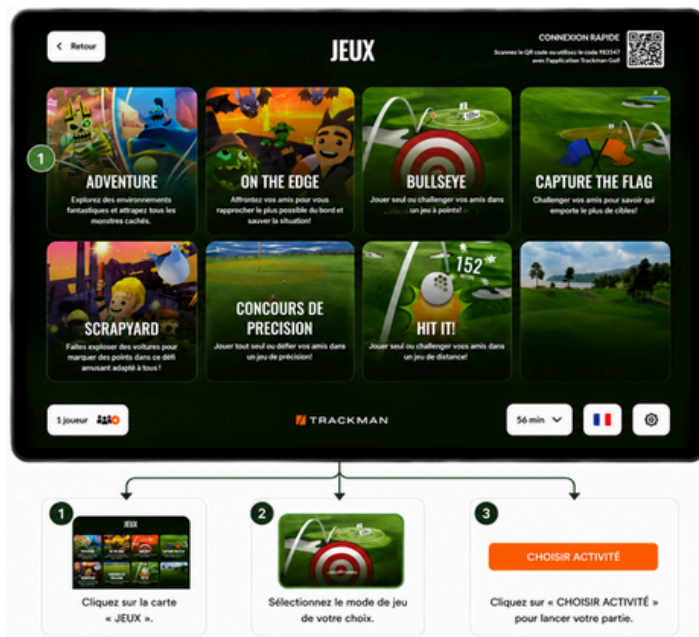 Retour
JEUX
CONNEXION RAPIDE
Scannez le QR code ou utilisez le code 983547
avec l'application Trackman Golf
1
ADVENTURE
Explorez des environnements
fantastiques et attrapez tous les
monstres cachés.
ON THE EDGE
Affrontez vos amis pour vous
rapprocher le plus possible du bord et
sauver la situation!
BULLSEYE
Jouer seul ou challenger vos amis dans
un jeu à points!
CAPTURE THE FLAG
Challenger vos amis pour savoir qui
emporte le plus de cibles!
SCRAPYARD
Faites exploser des voitures pour
marquer des points dans ce défi
amusant adapté à tous !
CONCOURS DE
PRECISION
Jouer tout seul ou défier vos amis dans
un jeu de précision!
152
HIT IT!
Jouer seul ou challenger vos amis dans
un jeu de distance!
1 joueur
TRACKMAN
56 min
1
JEUX
Cliquez sur la carte
« JEUX ».
2
Sélectionnez le mode de jeu
de votre choix.
3
CHOISIR ACTIVITÉ
Cliquez sur « CHOISIR ACTIVITÉ »
pour lancer votre partie.